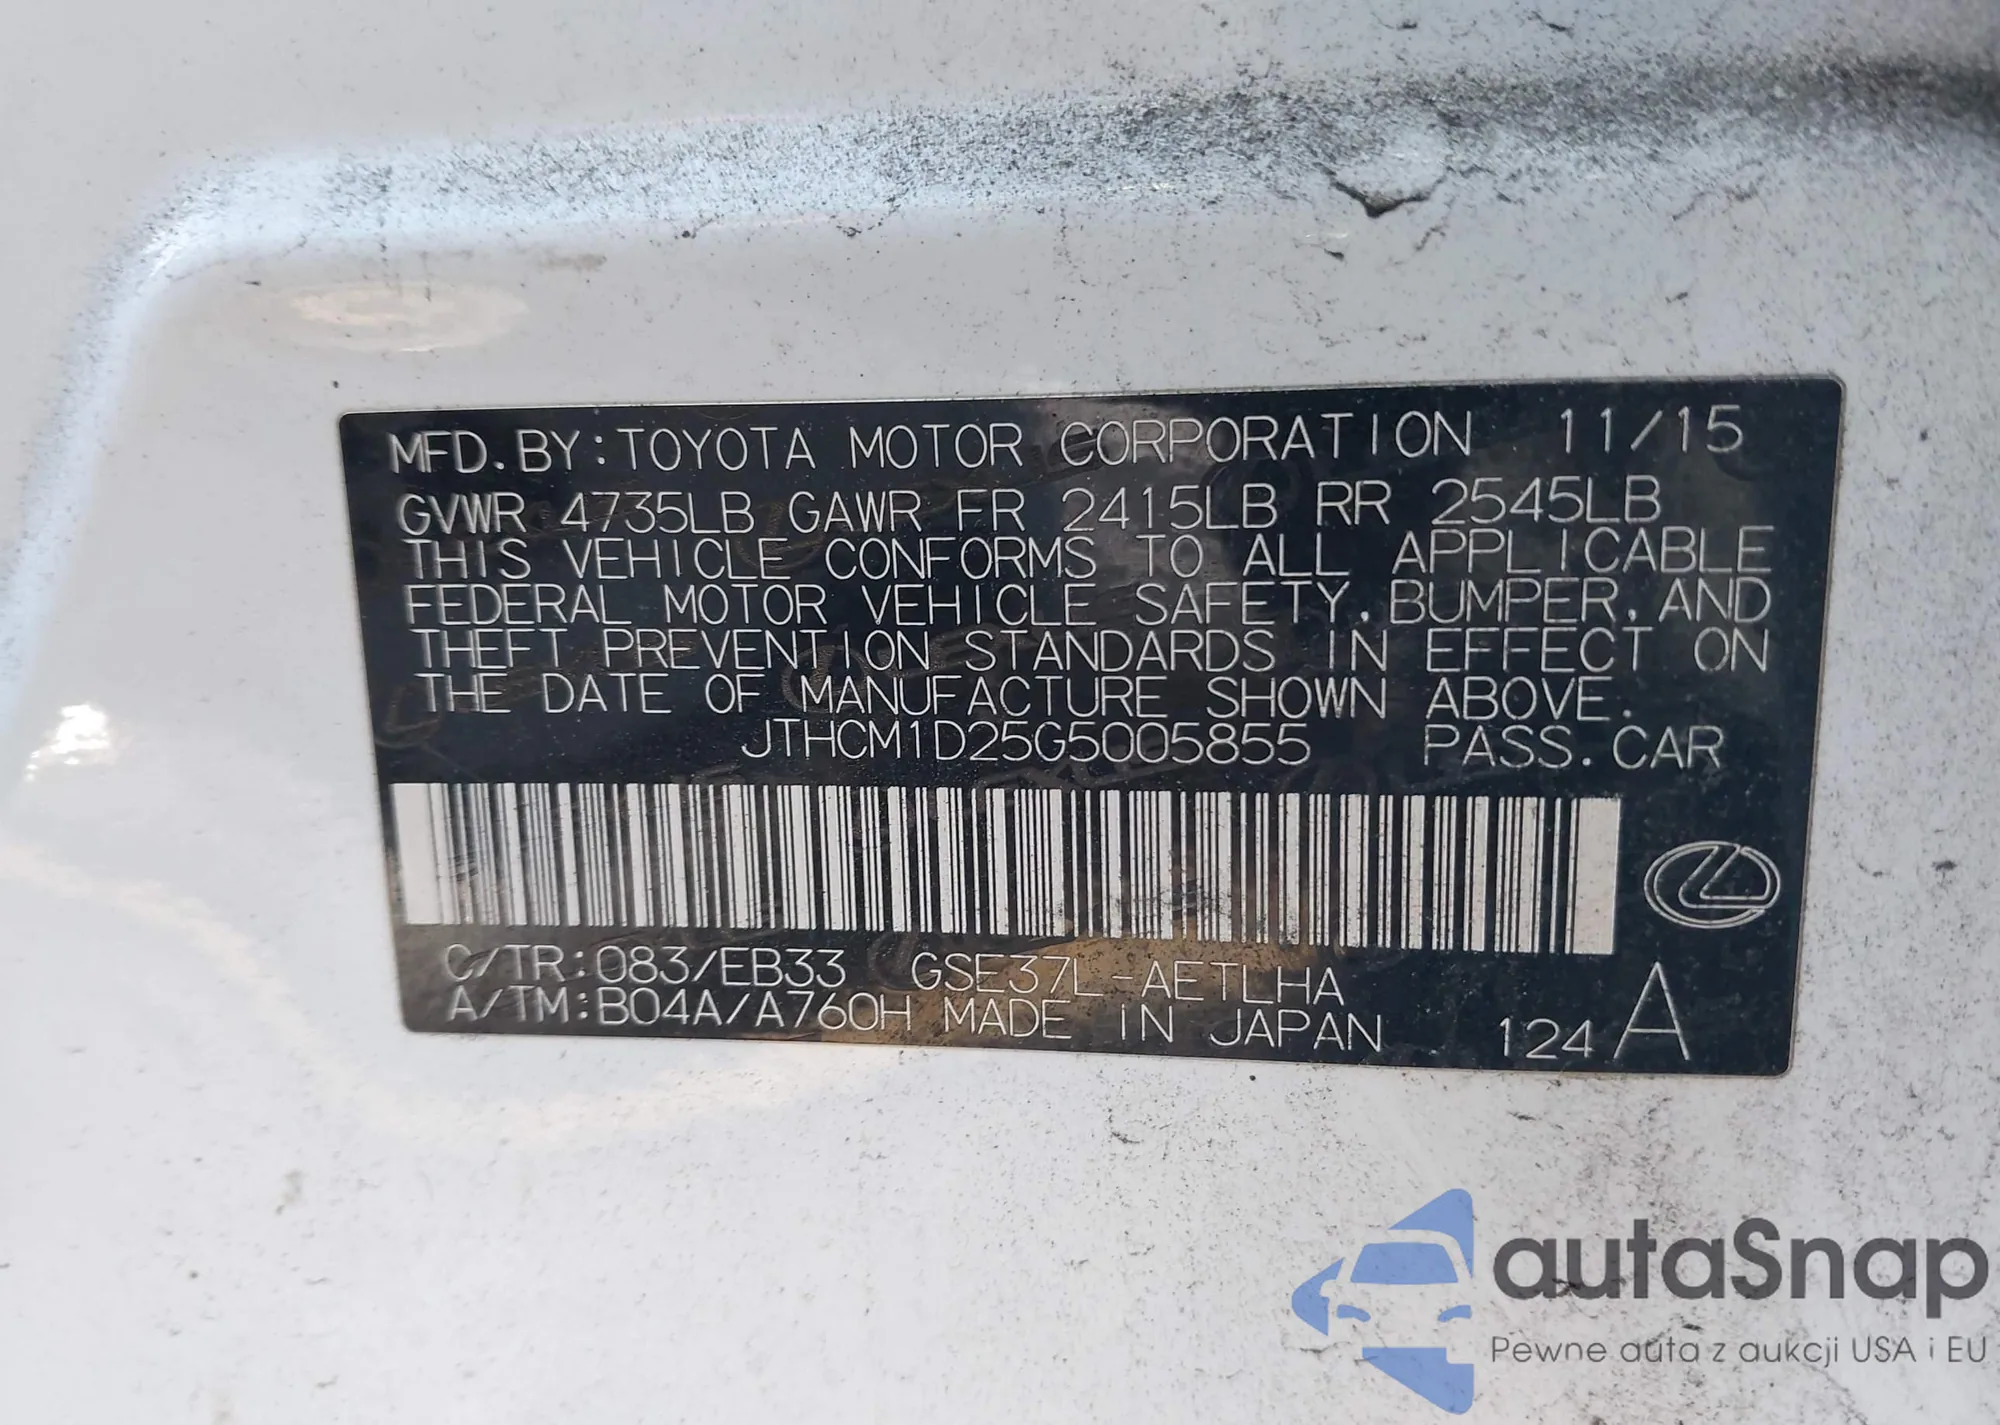 MFD. BY: TOYOTA MOTOR CORPORATION 11/15
GVWR 4735LB GAWR FR 2415LB RR 2545LB
THIS VEHICLE CONFORMS TO ALL APPLICABLE
FEDERAL MOTOR VEHICLE SAFETY, BUMPER, AND
THEFT PREVENTION STANDARDS IN EFFECT ON
THE DATE OF MANUFACTURE SHOWN ABOVE.
JTHCM1D25G5005855 PASS. CAR
C/TR: 083/EB33 GSE37L-AETLHA
A/TM: B04A/A760H MADE IN JAPAN 124 A
autaSnap
Pewne auta z aukcji USA i EU